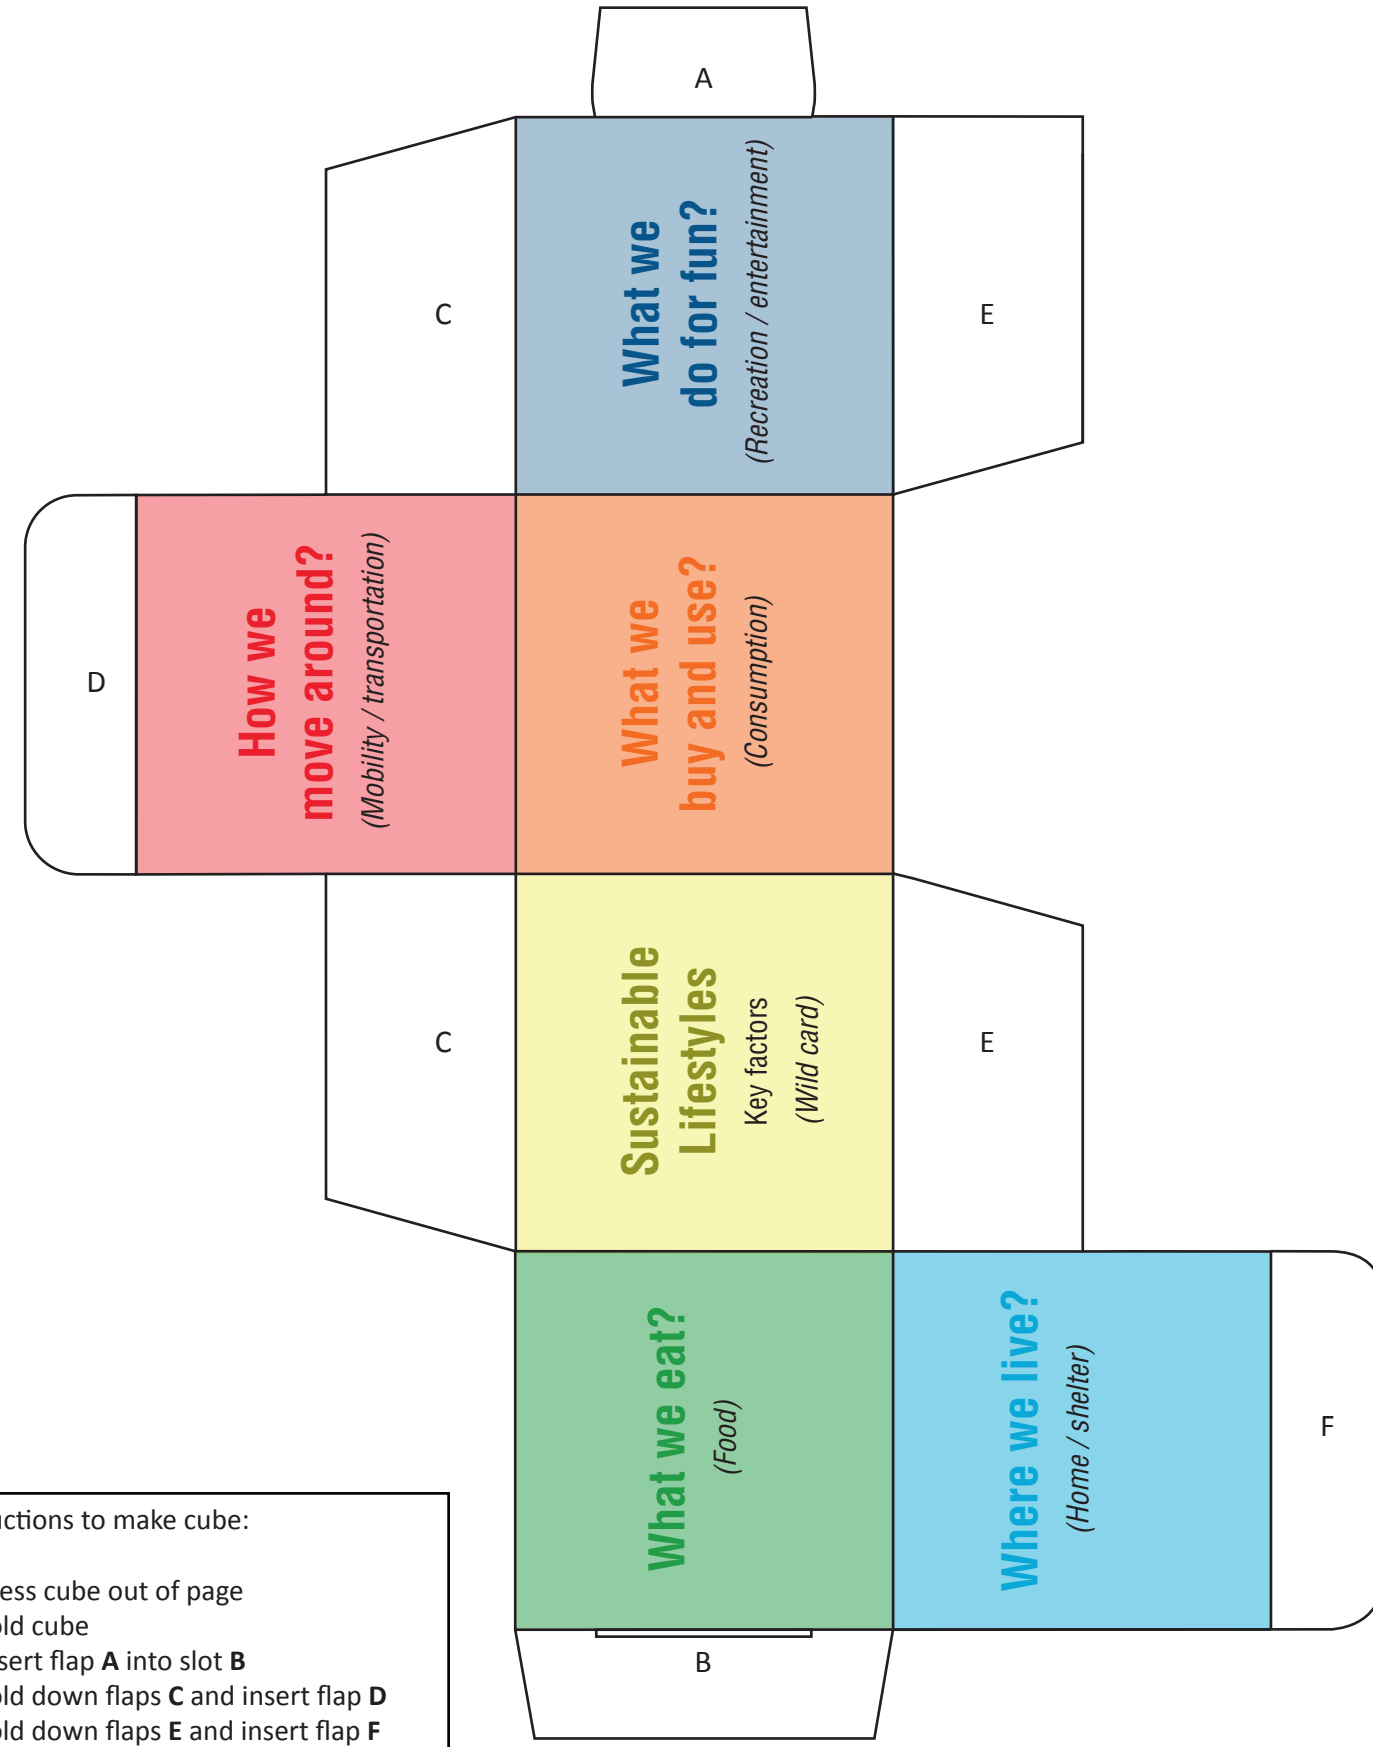 A
C
What we
do for fun?
(Recreation / entertainment)
E
D
How we
move around?
(Mobility / transportation)
What we
buy and use?
(Consumption)
C
Sustainable
Lifestyles
Key factors
(Wild card)
E
What we eat?
(Food)
Where we live?
(Home / shelter)
F
B
uctions to make cube:
ess cube out of page
old cube
sert flap A into slot B
old down flaps C and insert flap D
old down flaps E and insert flap F